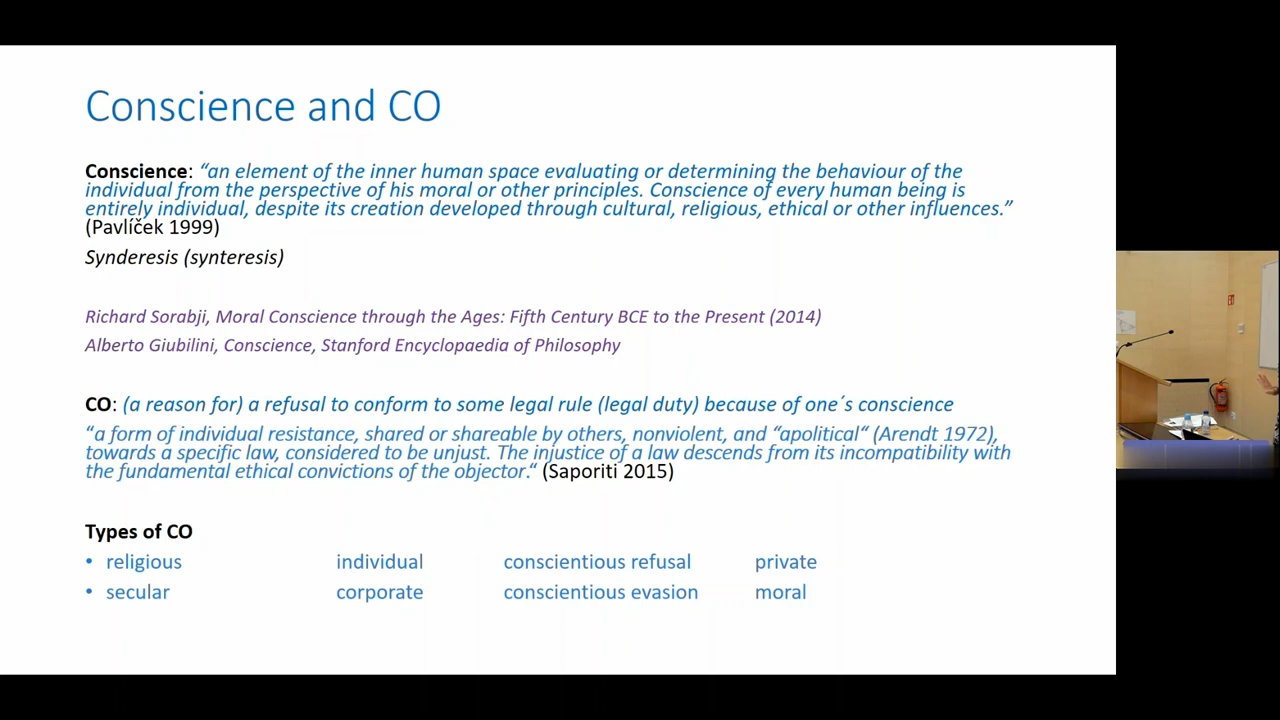 Conscience and CO
Conscience: “an element of the inner human space evaluating or determining the behaviour of the
individual from the perspective of his moral or other principles. Conscience of every human being is
entirely individual, despite its creation developed through cultural, religious, ethical or other influences.”
(Pavlíček 1999)
Synderesis (synteresis)
Richard Sorabji, Moral Conscience through the Ages: Fifth Century BCE to the Present (2014)
Alberto Giubilini, Conscience, Stanford Encyclopaedia of Philosophy
CO: (a reason for) a refusal to conform to some legal rule (legal duty) because of one´s conscience
“a form of individual resistance, shared or shareable by others, nonviolent, and “apolitical“ (Arendt 1972),
towards a specific law, considered to be unjust. The injustice of a law descends from its incompatibility with
the fundamental ethical convictions of the objector.“ (Saporiti 2015)
Types of CO
• religious individual conscientious refusal private
• secular corporate conscientious evasion moral